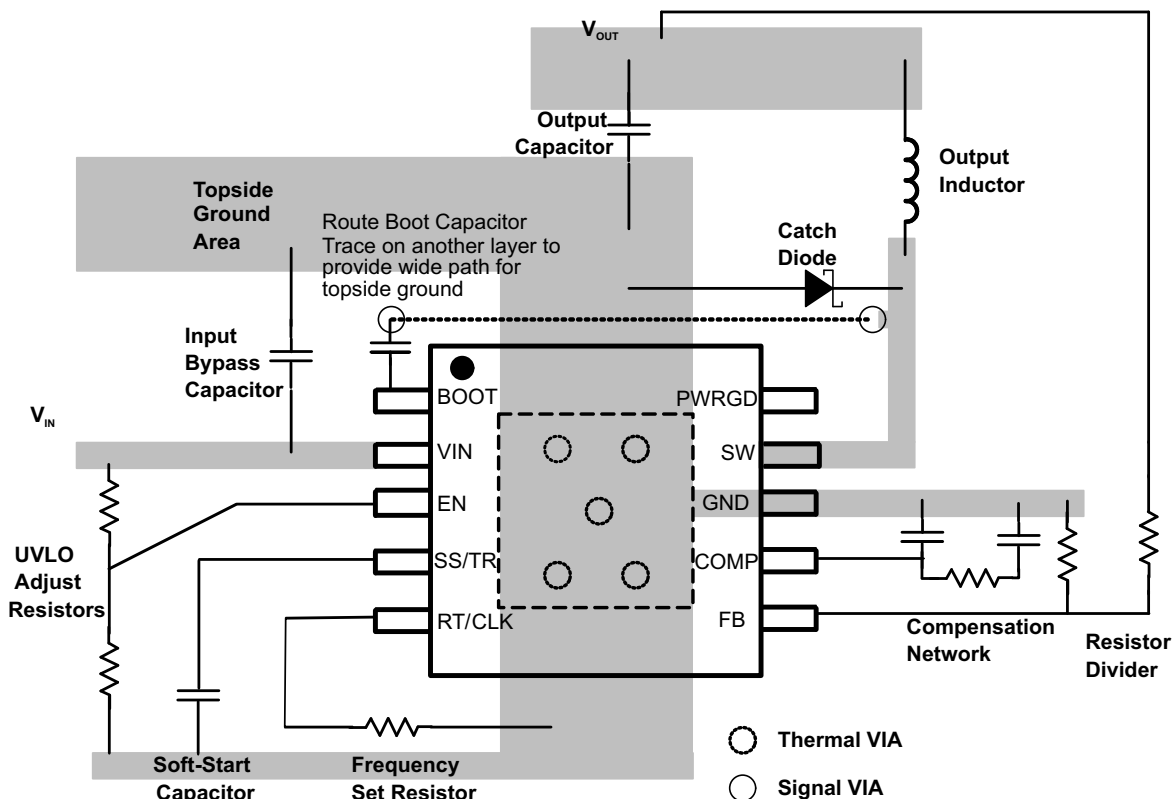 VOUT
Output
Capacitor
Output
Inductor
Topside
Ground
Area
Route Boot Capacitor
Trace on another layer to
provide wide path for
topside ground
Catch
Diode
Input
Bypass
Capacitor
VIN
BOOT
VIN
EN
SS/TR
RT/CLK
PWRGD
SW
GND
COMP
FB
UVLO
Adjust
Resistors
Compensation
Network
Resistor
Divider
Soft-Start
Capacitor
Frequency
Set Resistor
Thermal VIA
Signal VIA